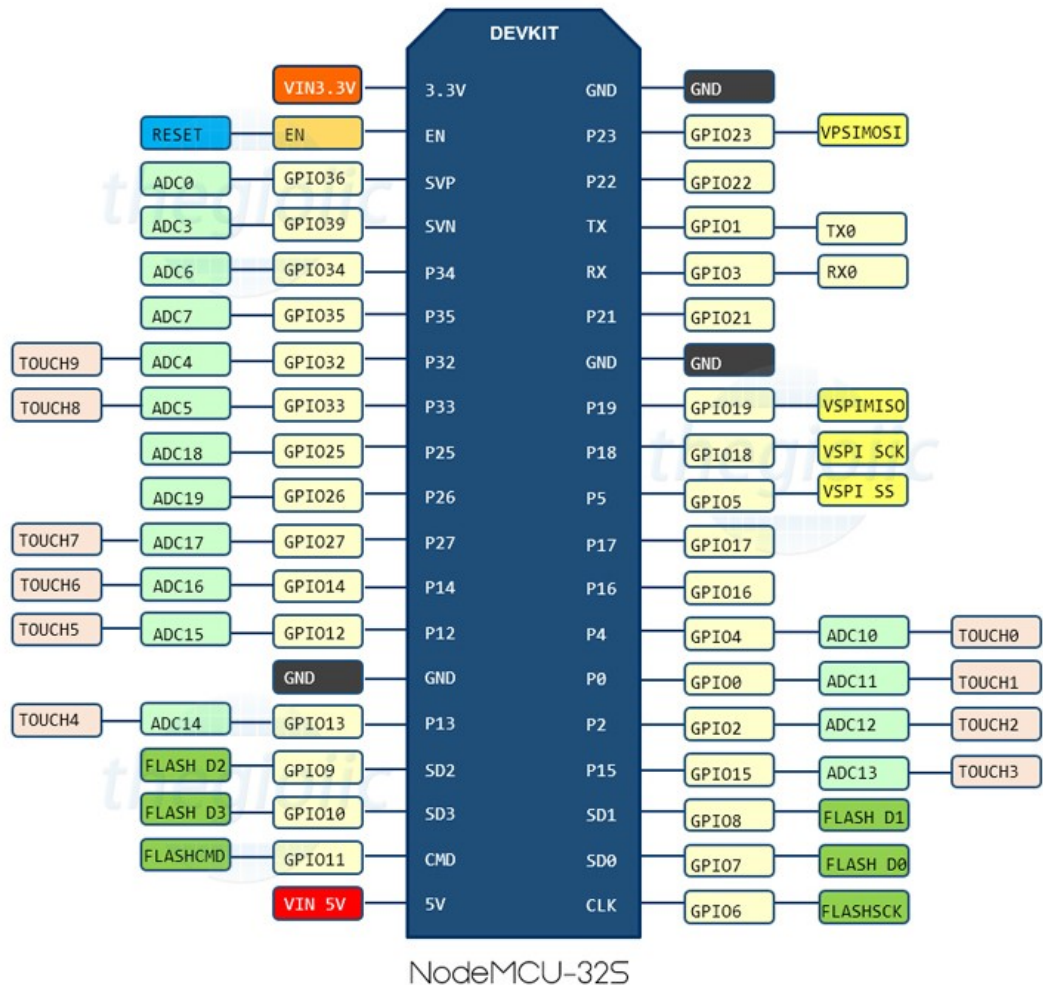 DEVKIT
VIN3.3V 3.3V GND GND
RESET EN EN P23 GPIO23 VPSIMOSI
ADC0 GPIO36 SVP P22 GPIO22
ADC3 GPIO39 SVN TX GPIO1 TX0
ADC6 GPIO34 P34 RX GPIO3 RX0
ADC7 GPIO35 P35 P21 GPIO21
TOUCH9 ADC4 GPIO32 P32 GND GND
TOUCH8 ADC5 GPIO33 P33 P19 GPIO19 VSPIMISO
ADC18 GPIO25 P25 P18 GPIO18 VSPI SCK
ADC19 GPIO26 P26 P5 GPIO5 VSPI SS
TOUCH7 ADC17 GPIO27 P27 P17 GPIO17
TOUCH6 ADC16 GPIO14 P14 P16 GPIO16
TOUCH5 ADC15 GPIO12 P12 P4 GPIO4 ADC10 TOUCH0
GND GND P0 GPIO0 ADC11 TOUCH1
TOUCH4 ADC14 GPIO13 P13 P2 GPIO2 ADC12 TOUCH2
FLASH D2 GPIO9 SD2 P15 GPIO15 ADC13 TOUCH3
FLASH D3 GPIO10 SD3 SD1 GPIO8 FLASH D1
FLASHCMD GPIO11 CMD SD0 GPIO7 FLASH D0
VIN 5V 5V CLK GPIO6 FLASHSCK
NodeMCU-32S
thegioiic
thegioiic
thegioiic